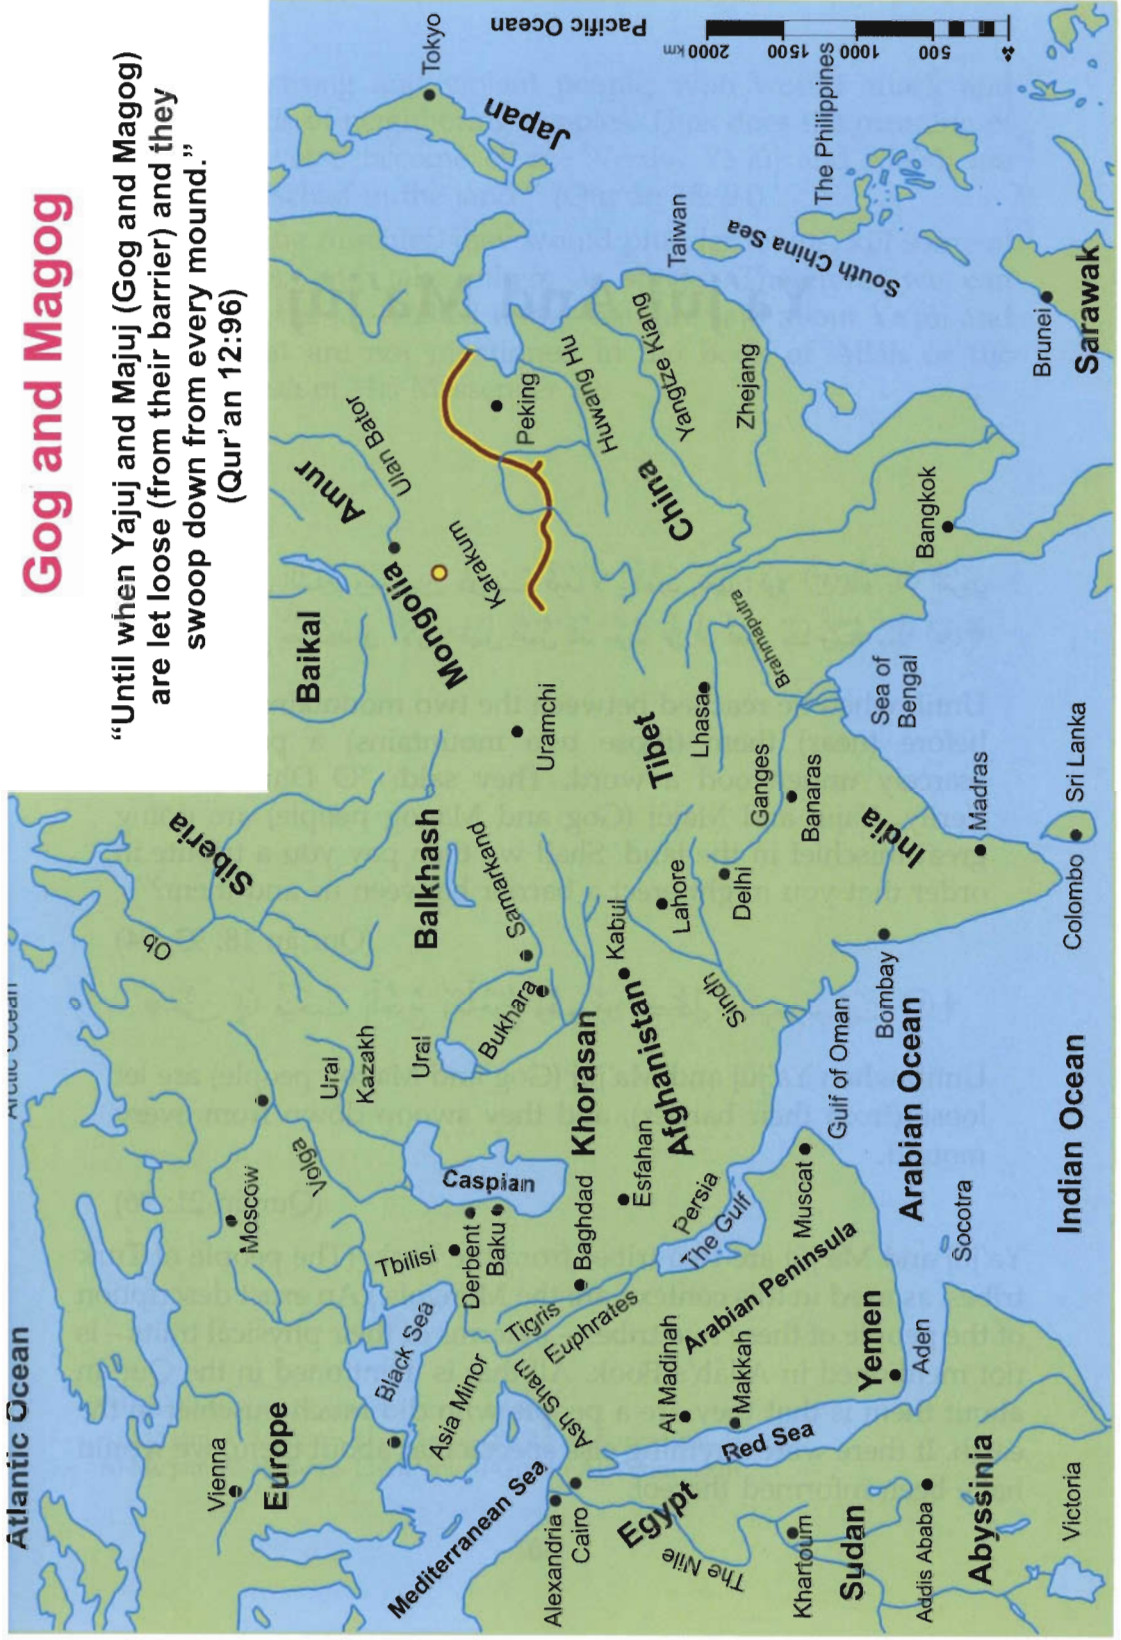 Gog and Magog
“Until when Yajuj and Majuj (Gog and Magog)
are let loose (from their barrier) and they
swoop down from every mound.”
(Qur’an 12:96)
Atlantic Ocean
Arctic Ocean
Vienna
Europe
Moscow
Ob
Siberia
Volga
Ural
Kazakh
Ural
Balkhash
Baikal
Amur
Ulan Bator
Mongolia
Karakum
Tokyo
Japan
Pacific Ocean
Black Sea
Asia Minor
Tbilisi
Derbent
Baku
Caspian
Bukhara
Samarkand
Uramchi
Peking
Huwang Hu
Yangtze Kiang
Zhejang
China
Taiwan
Mediterranean Sea
Alexandria
Cairo
Ash Sham
Tigris
Euphrates
Baghdad
Khorasan
Esfahan
Afghanistan
Kabul
Lahore
Tibet
Lhasa
Brahmaputra
Egypt
The Nile
Al Madinah
Makkah
Red Sea
Arabian Peninsula
Persia
The Gulf
Muscat
Gulf of Oman
Sindh
Delhi
Ganges
Banaras
India
Bombay
Madras
Sea of
Bengal
Bangkok
South China Sea
The Philippines
Khartoum
Sudan
Addis Ababa
Abyssinia
Victoria
Yemen
Aden
Socotra
Arabian Ocean
Indian Ocean
Colombo
Sri Lanka
Brunei
Sarawak
2000 km
1500
1000
500